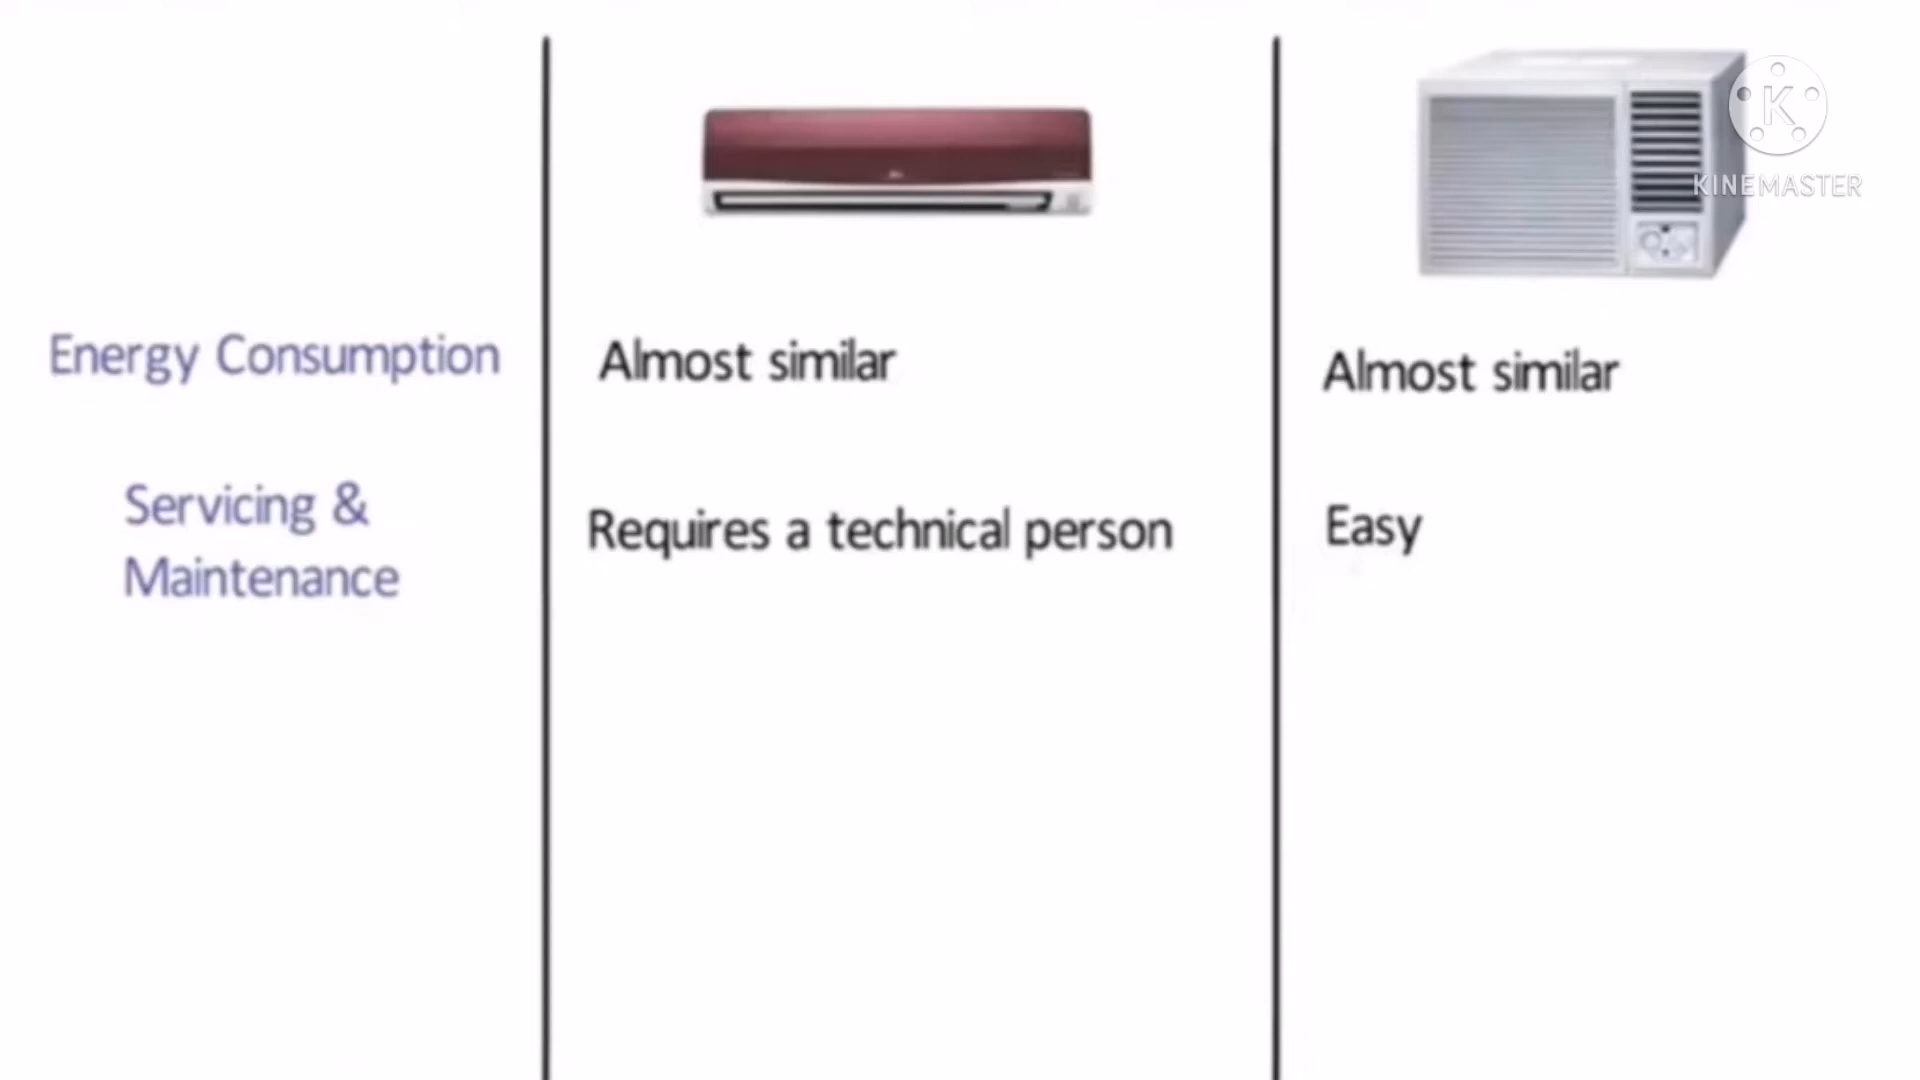 K
KINEMASTER
Energy Consumption
Almost similar
Almost similar
Servicing &
Maintenance
Requires a technical person
Easy